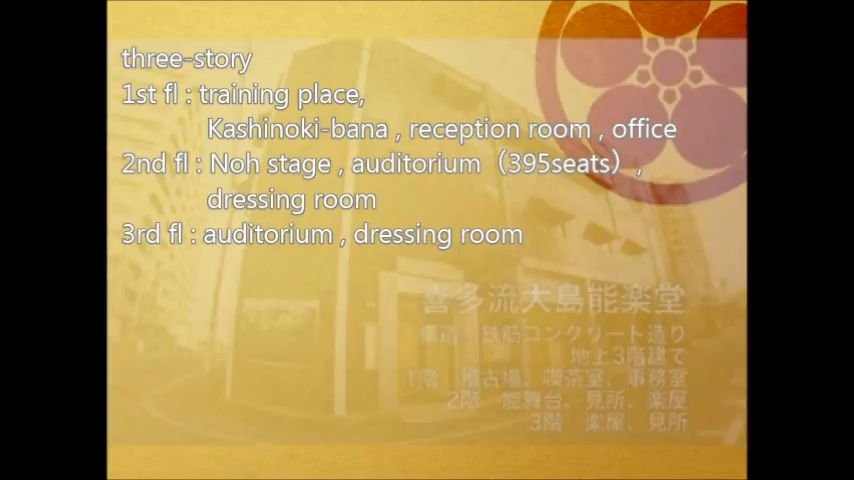 three-story
1st fl : training place,
Kashinoki-bana , reception room , office
2nd fl : Noh stage , auditorium（395seats）,
dressing room
3rd fl : auditorium , dressing room
喜多流大島能楽堂
構造　鉄筋コンクリート造り
地上3階建て
1階　稽古場、喫茶室、事務室
2階　能舞台、見所、楽屋
3階　楽屋、見所